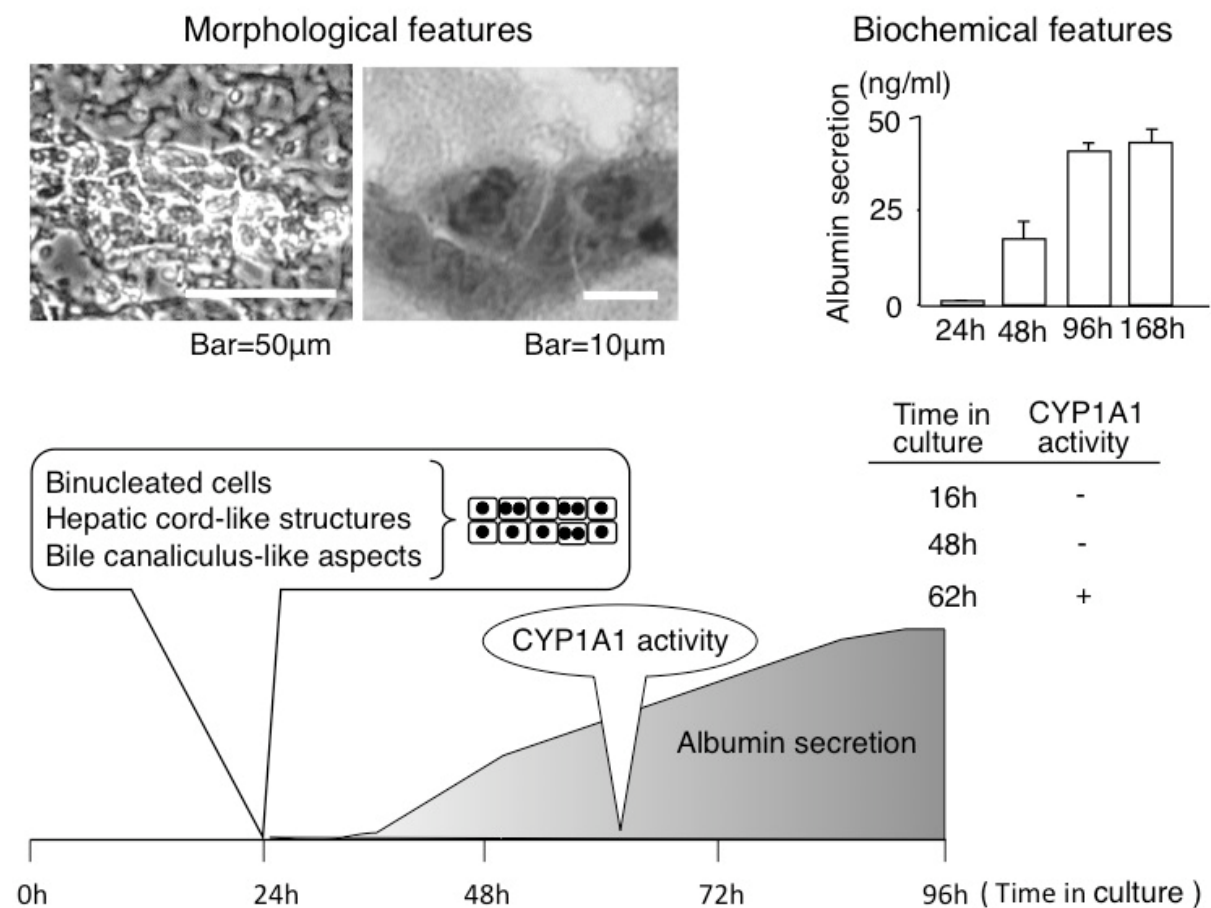 Morphological features
Bar=50µm
Bar=10µm
Biochemical features
(ng/ml)
Albumin secretion
50
25
0
24h 48h 96h 168h
Time in culture
CYP1A1 activity
16h -
48h -
62h +
Binucleated cells
Hepatic cord-like structures
Bile canaliculus-like aspects
CYP1A1 activity
Albumin secretion
0h 24h 48h 72h 96h ( Time in culture )